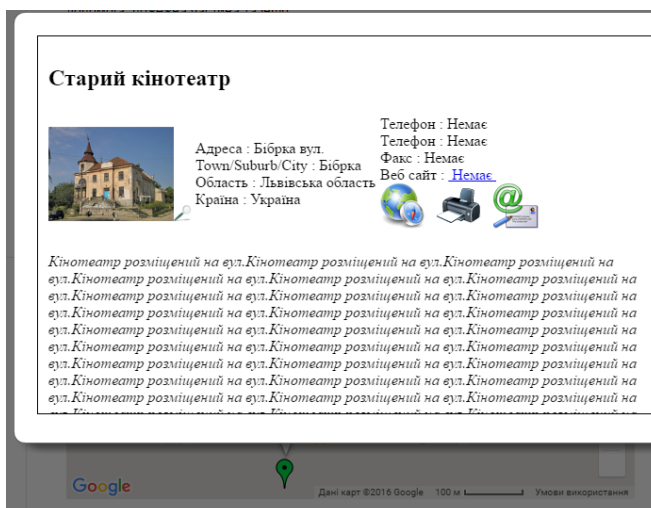 Старий кінотеатр
Адреса : Бібрка вул.
Town/Suburb/City : Бібрка
Область : Львівська область
Країна : Україна
Телефон : Немає
Телефон : Немає
Факс : Немає
Веб сайт : Немає
Кінотеатр розміщений на вул.Кінотеатр розміщений на вул.Кінотеатр розміщений на
вул.Кінотеатр розміщений на вул.Кінотеатр розміщений на вул.Кінотеатр розміщений на
вул.Кінотеатр розміщений на вул.Кінотеатр розміщений на вул.Кінотеатр розміщений на
вул.Кінотеатр розміщений на вул.Кінотеатр розміщений на вул.Кінотеатр розміщений на
вул.Кінотеатр розміщений на вул.Кінотеатр розміщений на вул.Кінотеатр розміщений на
вул.Кінотеатр розміщений на вул.Кінотеатр розміщений на вул.Кінотеатр розміщений на
вул.Кінотеатр розміщений на вул.Кінотеатр розміщений на вул.Кінотеатр розміщений на
вул.Кінотеатр розміщений на вул.Кінотеатр розміщений на вул.Кінотеатр розміщений на
вул.Кінотеатр розміщений на вул.Кінотеатр розміщений на вул.Кінотеатр розміщений на
вул.Кінотеатр розміщений на вул.Кінотеатр розміщений на вул.Кінотеатр розміщений на
Google
Дані карт ©2016 Google 100 м Умови використання